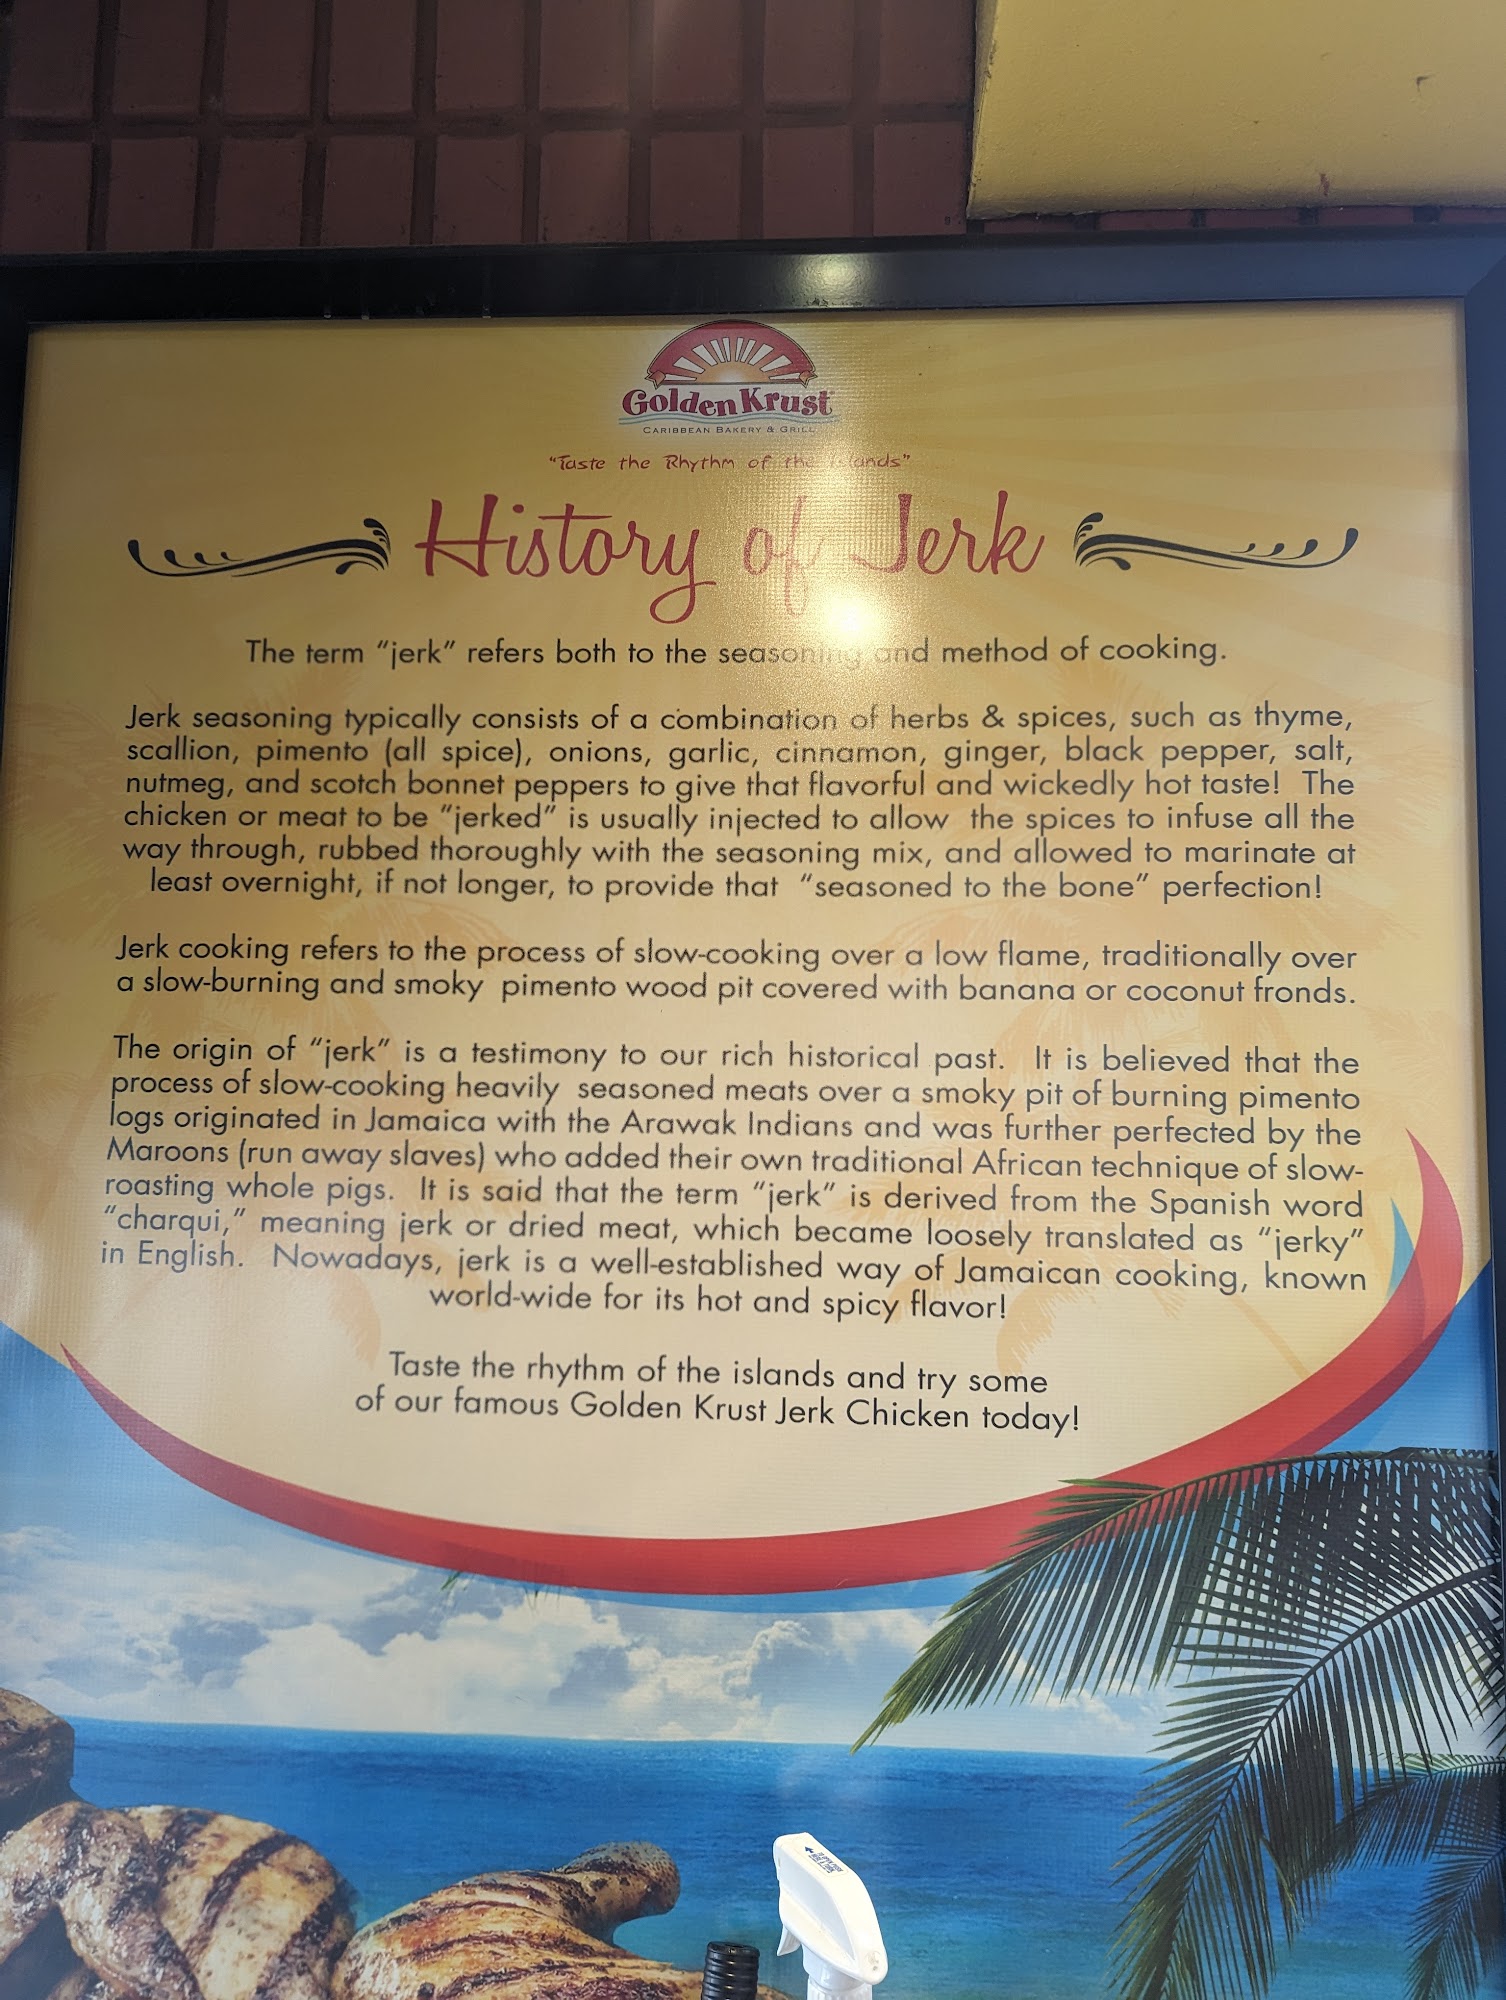 Golden Krust
CARIBBEAN BAKERY & GRILL
"Taste the Rhythm of the Islands"
History of Jerk
The term "jerk" refers both to the seasoning and method of cooking.
Jerk seasoning typically consists of a combination of herbs & spices, such as thyme,
scallion, pimento (all spice), onions, garlic, cinnamon, ginger, black pepper, salt,
nutmeg, and scotch bonnet peppers to give that flavorful and wickedly hot taste! The
chicken or meat to be "jerked" is usually injected to allow the spices to infuse all the
way through, rubbed thoroughly with the seasoning mix, and allowed to marinate at
least overnight, if not longer, to provide that "seasoned to the bone" perfection!
Jerk cooking refers to the process of slow-cooking over a low flame, traditionally over
a slow-burning and smoky pimento wood pit covered with banana or coconut fronds.
The origin of "jerk" is a testimony to our rich historical past. It is believed that the
process of slow-cooking heavily seasoned meats over a smoky pit of burning pimento
logs originated in Jamaica with the Arawak Indians and was further perfected by the
Maroons (run away slaves) who added their own traditional African technique of slow-
roasting whole pigs. It is said that the term "jerk" is derived from the Spanish word
"charqui," meaning jerk or dried meat, which became loosely translated as "jerky"
in English. Nowadays, jerk is a well-established way of Jamaican cooking, known
world-wide for its hot and spicy flavor!
Taste the rhythm of the islands and try some
of our famous Golden Krust Jerk Chicken today!